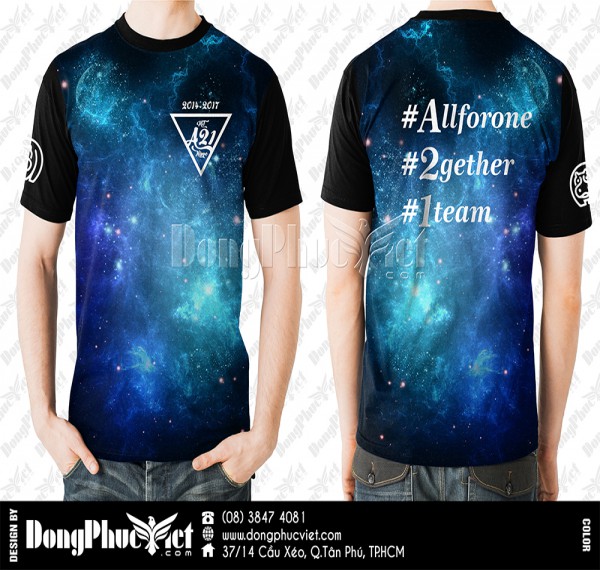 2014-2017
A21
#Allforone
#2gether
#1team
DongPhucViet
.com
DESIGN BY
DongPhucViet
.com
(08) 3847 4081
www.dongphucviet.com
37/14 Cầu Xéo, Q.Tân Phú, TP.HCM
COLOR